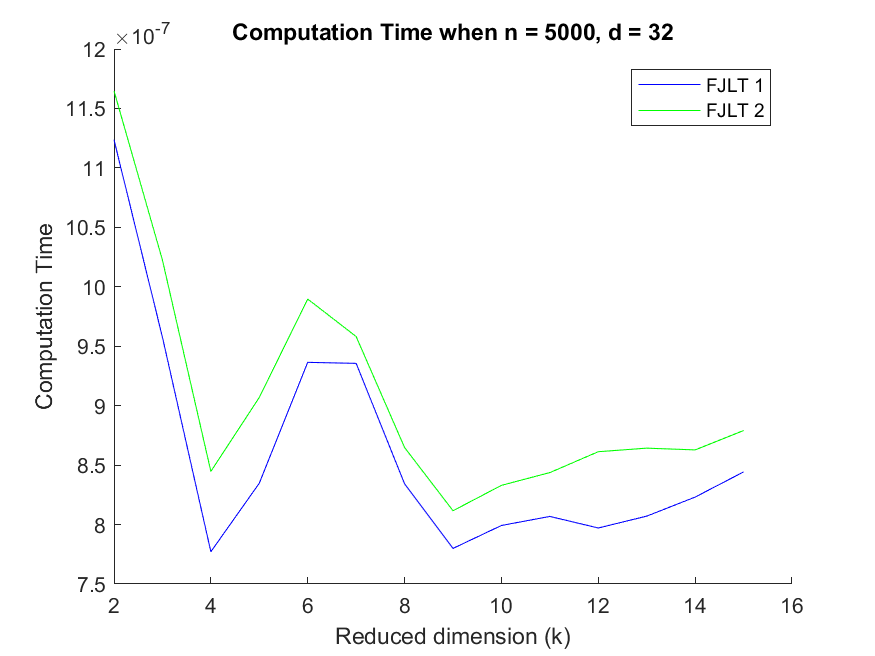 Computation Time when n = 5000, d = 32
×10-7
12
11.5
11
10.5
10
9.5
9
8.5
8
7.5
Computation Time
FJLT 1
FJLT 2
2 4 6 8 10 12 14 16
Reduced dimension (k)